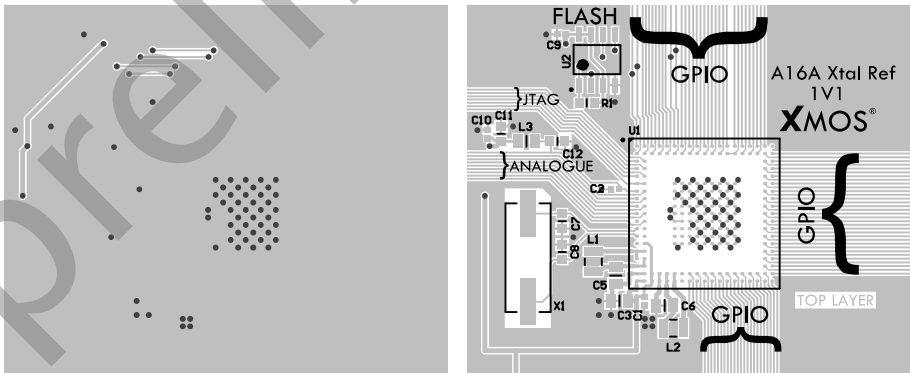 prelim
FLASH
C9
U2
GPIO
A16A Xtal Ref
1V1
XMOS®
R1
JTAG
C10
C11
L3
U1
C12
ANALOGUE
C2
GPIO
C7
C8
L1
C5
X1
C3
C6
L2
GPIO
TOP LAYER